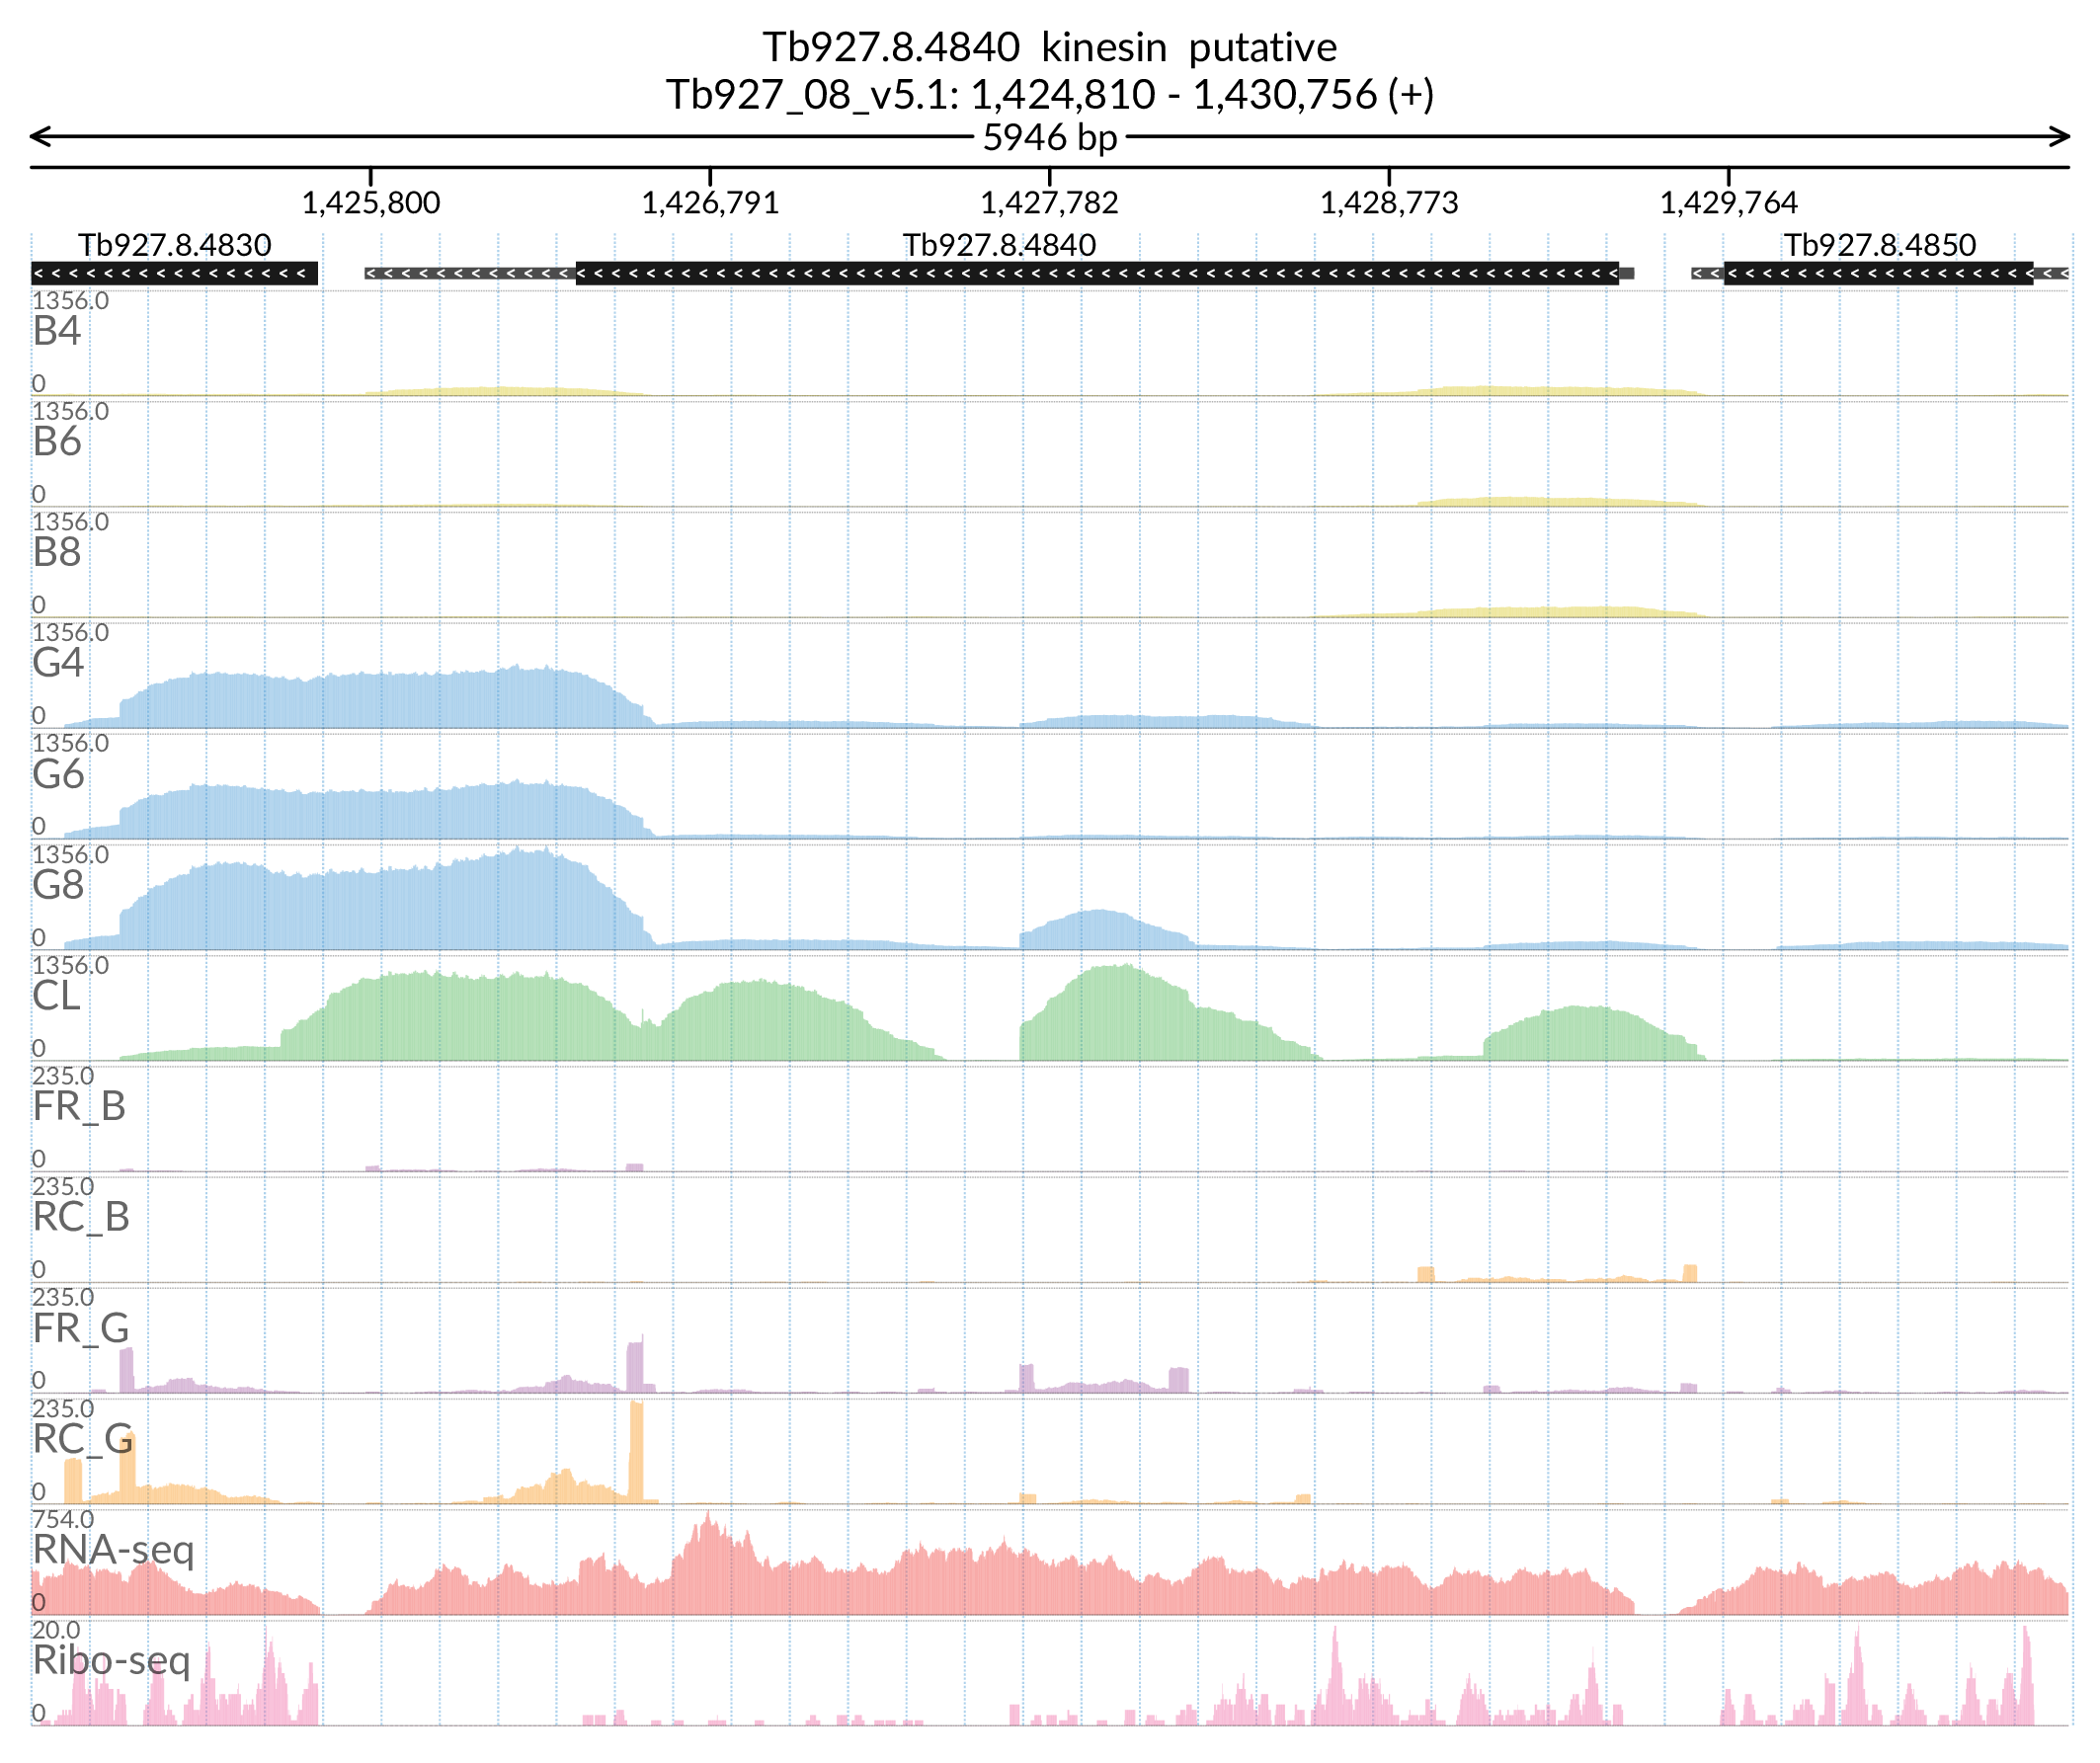 Tb927.8.4840 kinesin putative
Tb927_08_v5.1: 1,424,810 - 1,430,756 (+)
5946 bp
1,425,800 1,426,791 1,427,782 1,428,773 1,429,764
Tb927.8.4830 Tb927.8.4840 Tb927.8.4850
1356.0
B4
0
1356.0
B6
0
1356.0
B8
0
1356.0
G4
0
1356.0
G6
0
1356.0
G8
0
1356.0
CL
0
235.0
FR_B
0
235.0
RC_B
0
235.0
FR_G
0
235.0
RC_G
0
754.0
RNA-seq
0
20.0
Ribo-seq
0